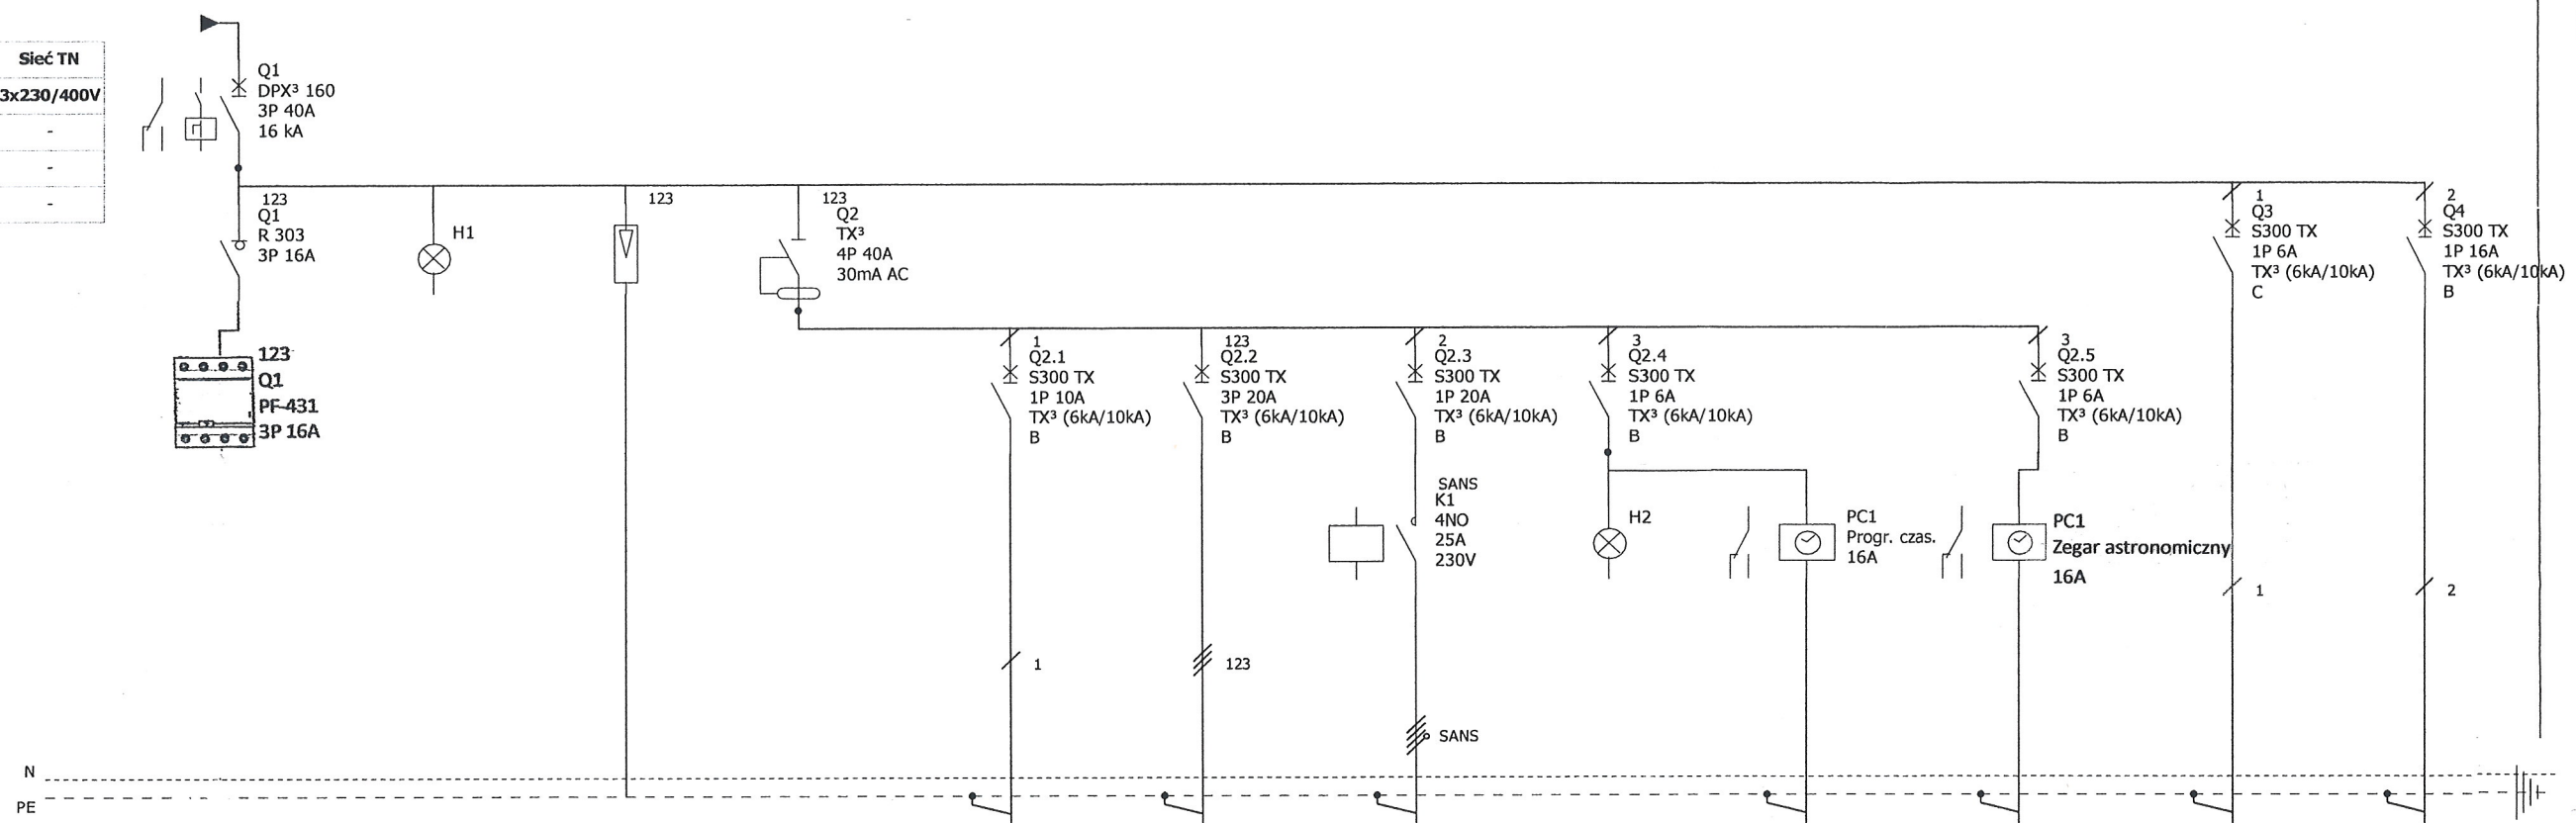 Sieć TN
3x230/400V
-
-
-
Q1
DPX³ 160
3P 40A
16 kA
123
Q1
R 303
3P 16A
123
Q1
PF-431
3P 16A
H1
123
123
Q2
TX³
4P 40A
30mA AC
1
Q2.1
S300 TX
1P 10A
TX³ (6kA/10kA)
B
1
123
Q2.2
S300 TX
3P 20A
TX³ (6kA/10kA)
B
123
2
Q2.3
S300 TX
1P 20A
TX³ (6kA/10kA)
B
SANS
K1
4NO
25A
230V
SANS
3
Q2.4
S300 TX
1P 6A
TX³ (6kA/10kA)
B
H2
PC1
Progr. czas.
16A
3
Q2.5
S300 TX
1P 6A
TX³ (6kA/10kA)
B
PC1
Zegar astronomiczny
16A
1
Q3
S300 TX
1P 6A
TX³ (6kA/10kA)
C
1
2
Q4
S300 TX
1P 16A
TX³ (6kA/10kA)
B
2
N
PE